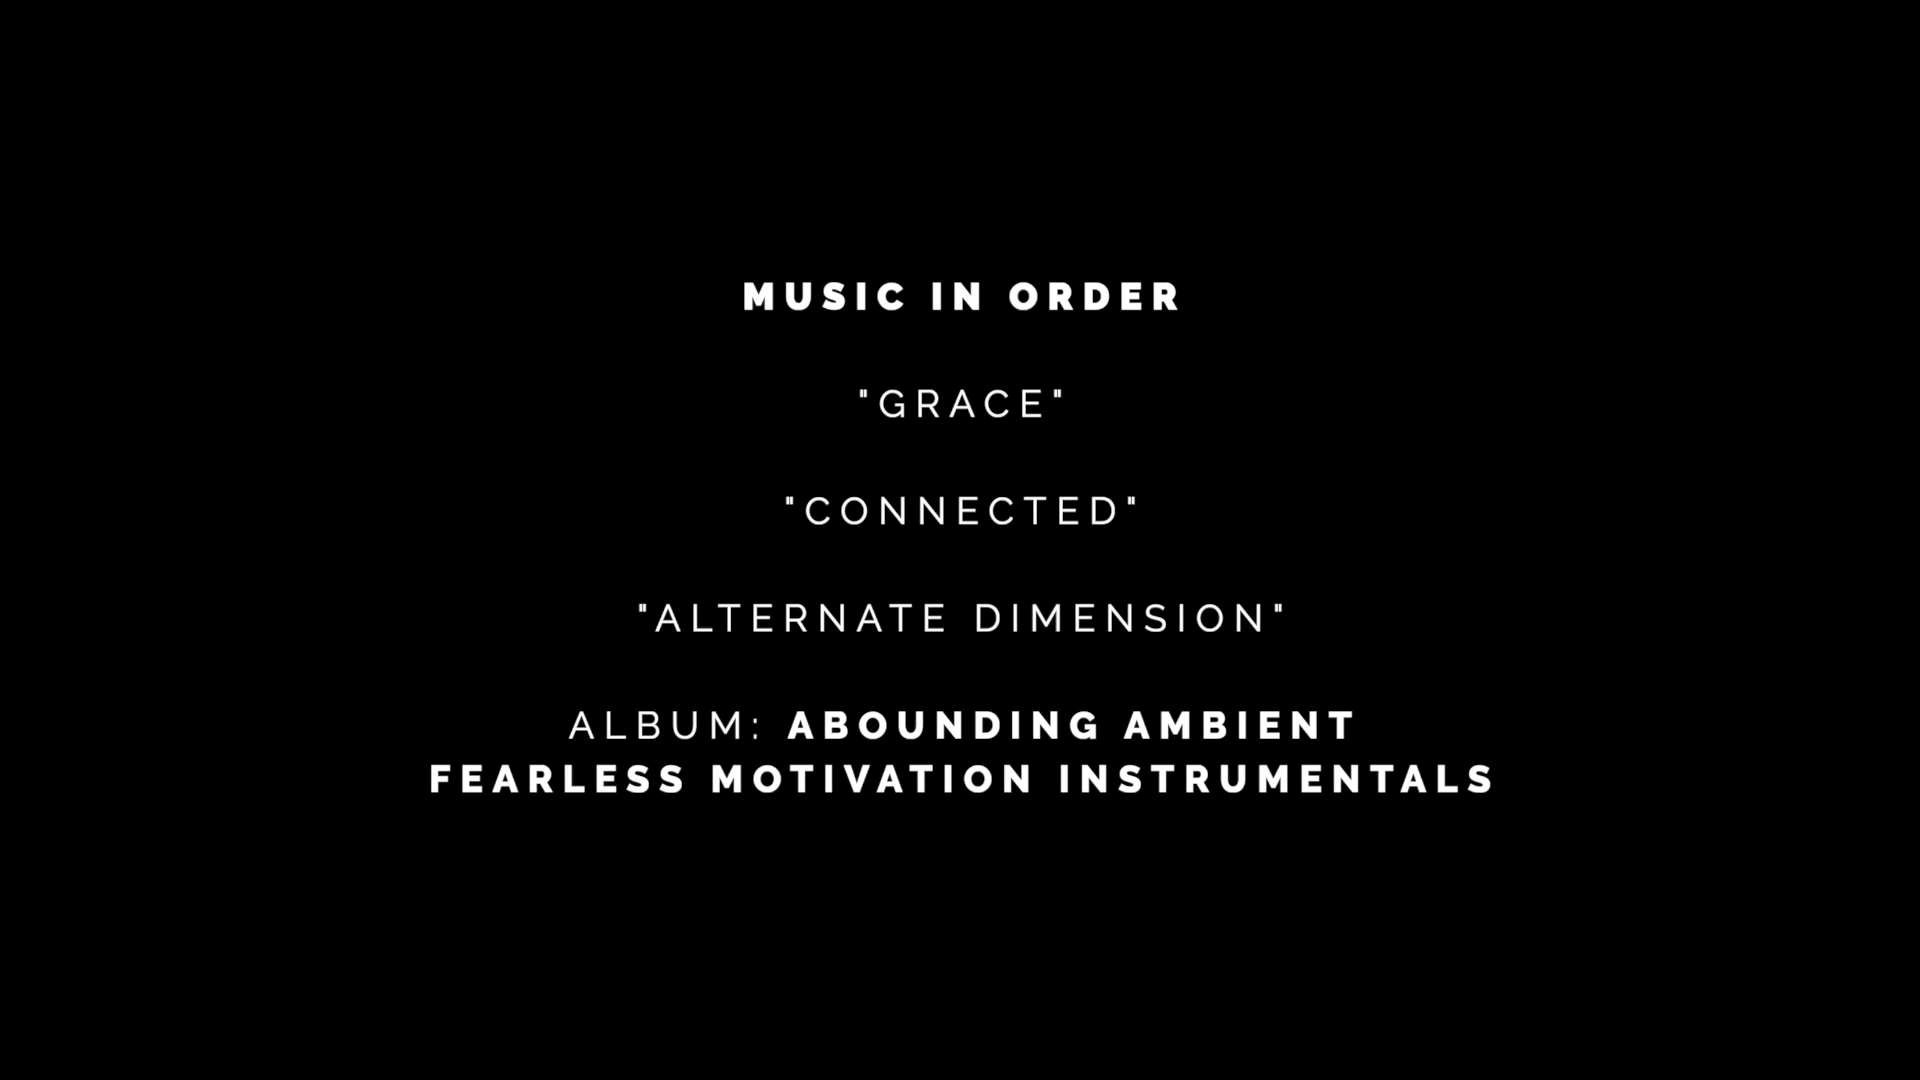 MUSIC IN ORDER
"GRACE"
"CONNECTED"
"ALTERNATE DIMENSION"
ALBUM: ABOUNDING AMBIENT
FEARLESS MOTIVATION INSTRUMENTALS